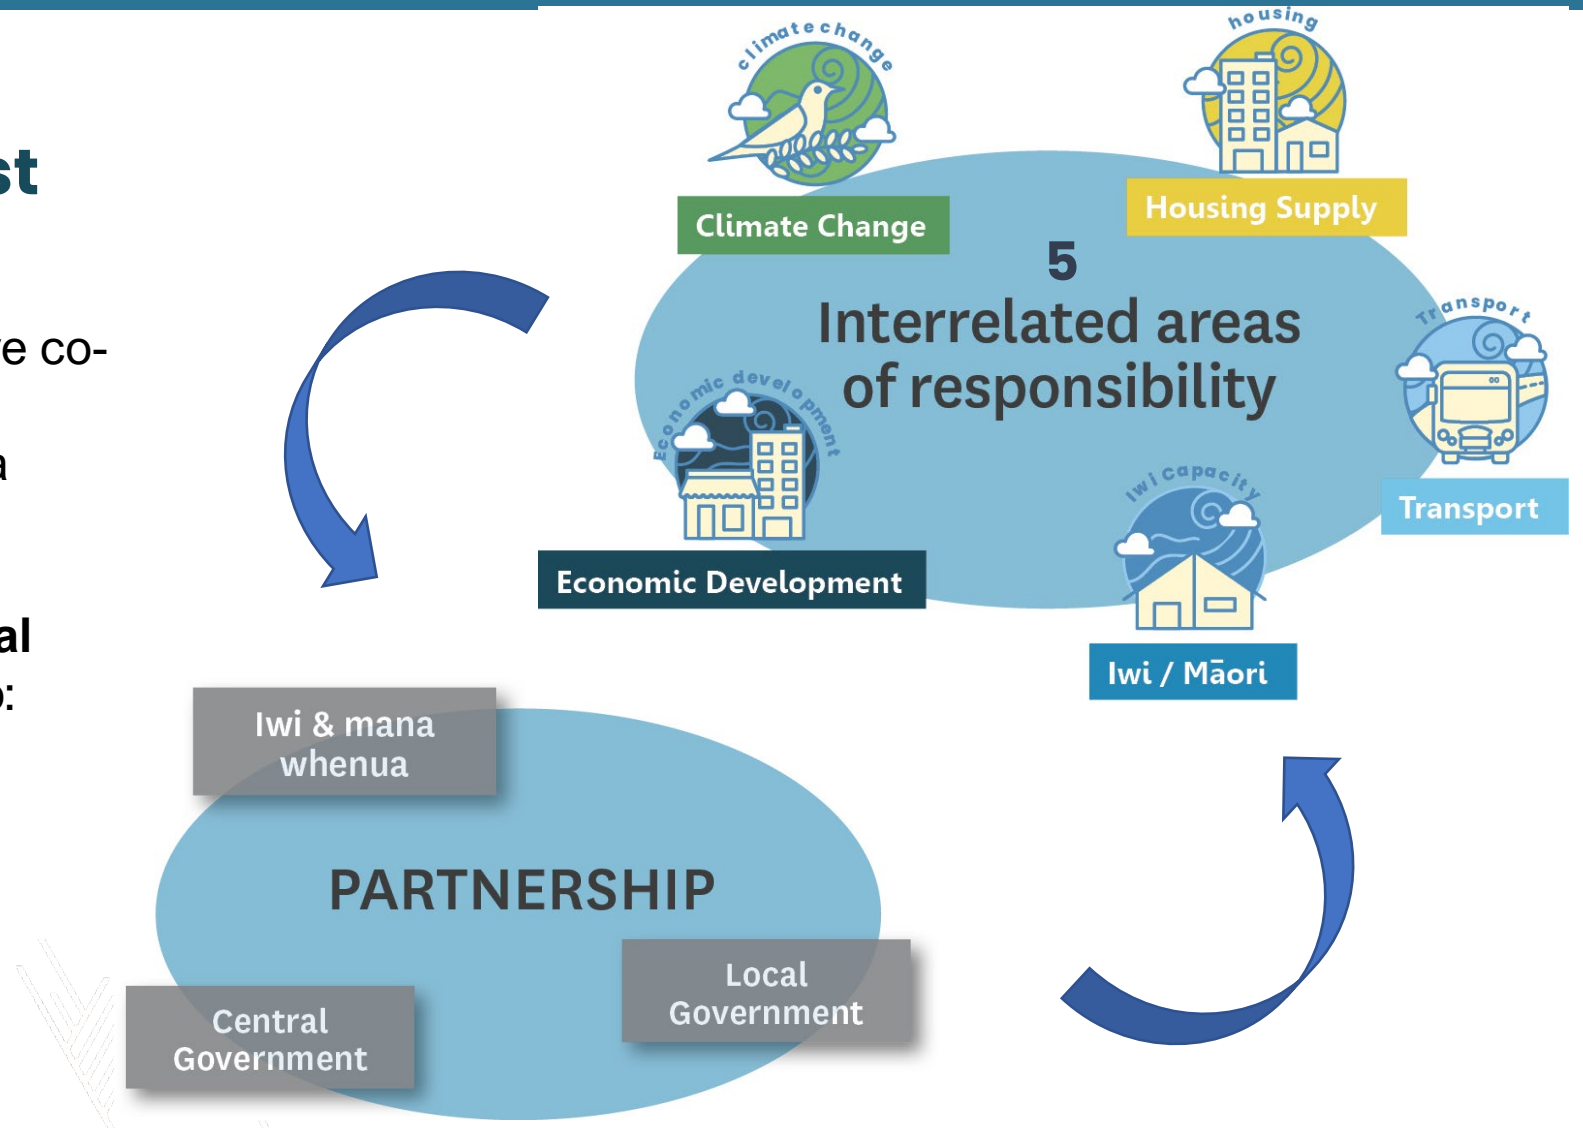 st
e co-
a
al
:
climate change
Climate Change
housing
Housing Supply
5
Interrelated areas
of responsibility
Transport
Transport
Economic development
Economic Development
Iwi Capacity
Iwi / Māori
Iwi & mana
whenua
PARTNERSHIP
Local
Government
Central
Government